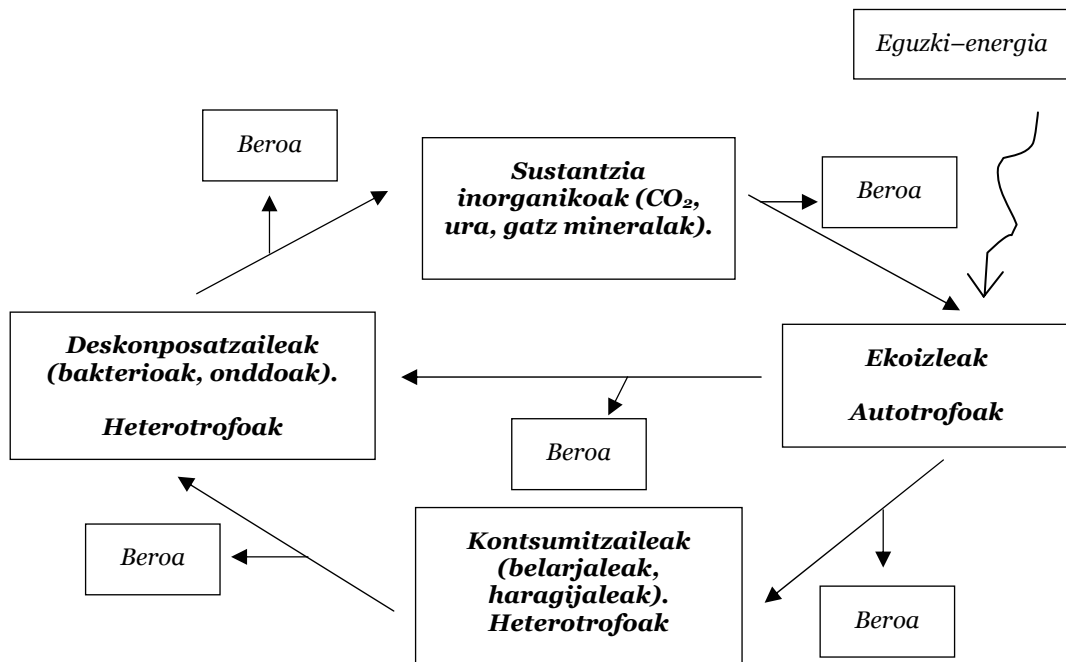 Eguzki–energia
Beroa
Sustantzia
inorganikoak (CO₂,
ura, gatz mineralak).
Beroa
Deskonposatzaileak
(bakterioak, onddoak).
Heterotrofoak
Ekoizleak
Autotrofoak
Beroa
Kontsumitzaileak
(belarjaleak,
haragijaleak).
Heterotrofoak
Beroa
Beroa